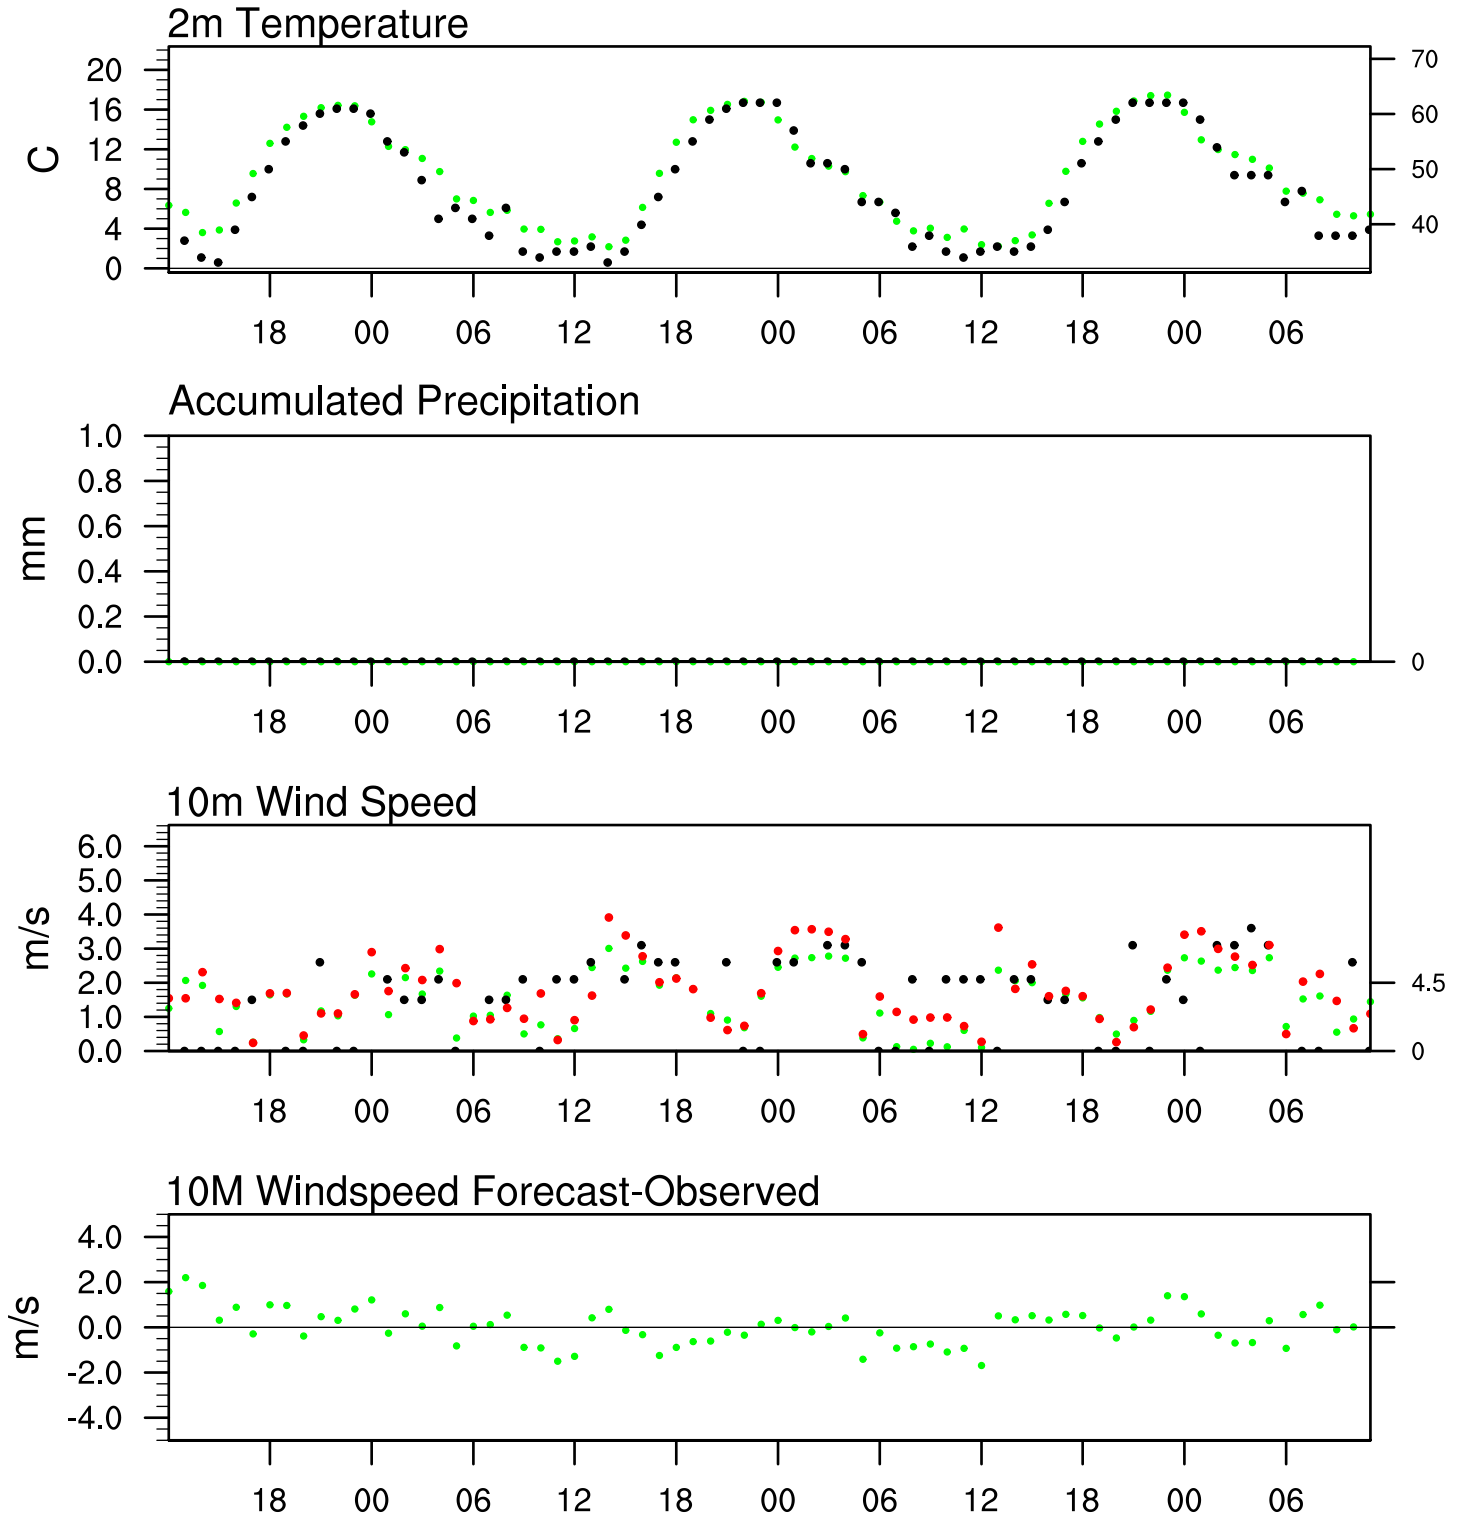 2m Temperature
20
16
12
8
4
0
C
70
60
50
40
18 00 06 12 18 00 06 12 18 00 06
Accumulated Precipitation
1.0
0.8
0.6
0.4
0.2
0.0
mm
0
18 00 06 12 18 00 06 12 18 00 06
10m Wind Speed
6.0
5.0
4.0
3.0
2.0
1.0
0.0
m/s
4.5
0
18 00 06 12 18 00 06 12 18 00 06
10M Windspeed Forecast-Observed
4.0
2.0
0.0
-2.0
-4.0
m/s
18 00 06 12 18 00 06 12 18 00 06